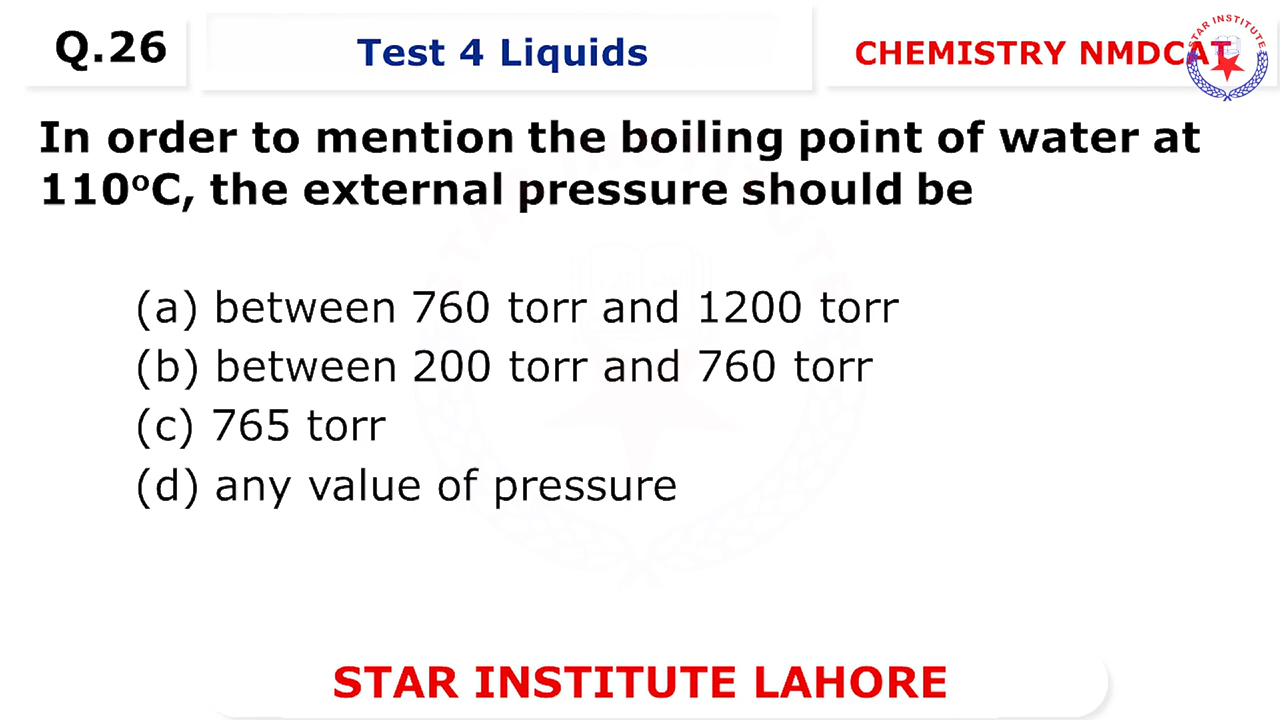 Q.26
Test 4 Liquids
CHEMISTRY NMDCAT
STAR INSTITUTE
In order to mention the boiling point of water at
110ºC, the external pressure should be
(a) between 760 torr and 1200 torr
(b) between 200 torr and 760 torr
(c) 765 torr
(d) any value of pressure
STAR INSTITUTE LAHORE